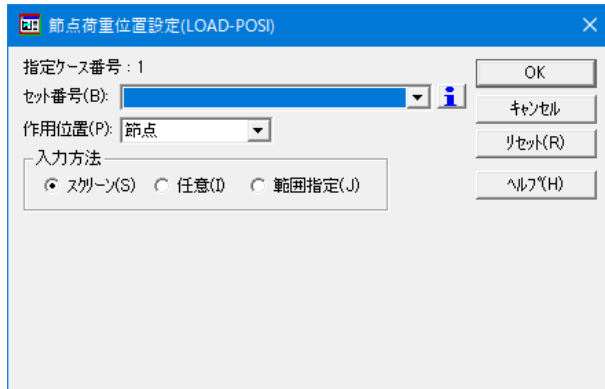 節点荷重位置設定(LOAD-POSI)
指定ケース番号：1
セット番号(B):
作用位置(P): 節点
入力方法
スクリーン(S) 任意(I) 範囲指定(J)
OK
キャンセル
リセット(R)
ヘルプ(H)